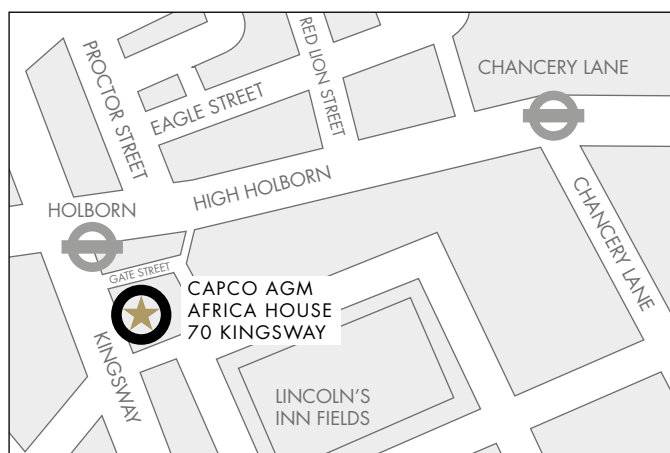 PROCTOR STREET
EAGLE STREET
RED LION STREET
CHANCERY LANE
HIGH HOLBORN
HOLBORN
CHANCERY LANE
GATE STREET
CAPCO AGM
AFRICA HOUSE
70 KINGSWAY
KINGSWAY
LINCOLN'S
INN FIELDS